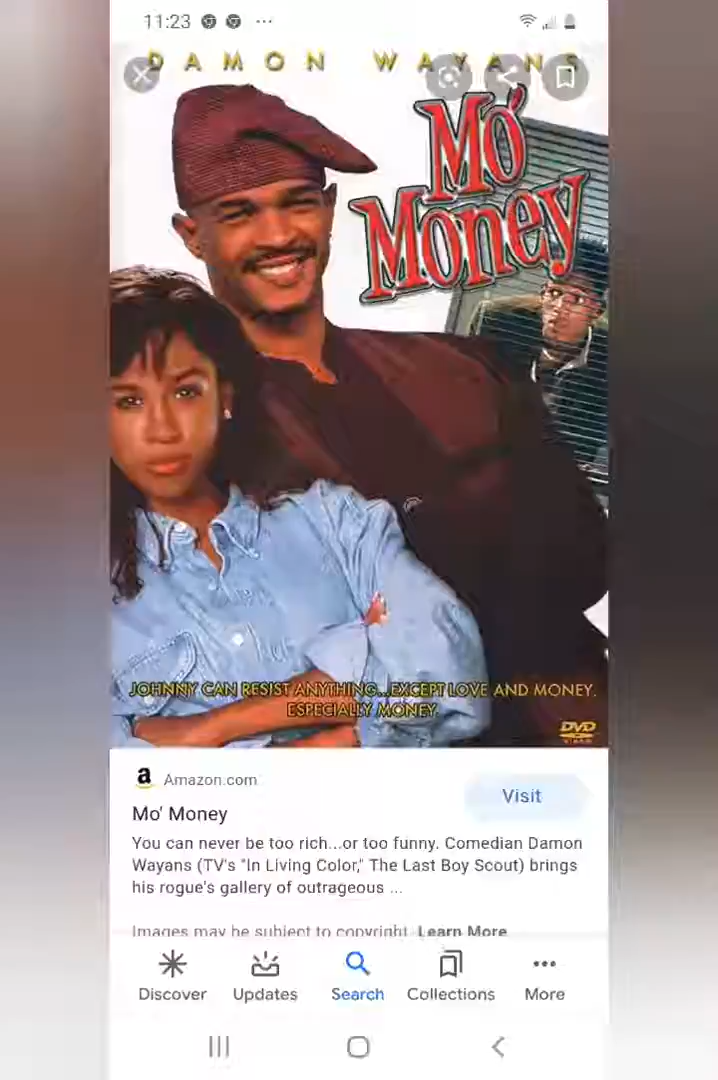 11:23
DAMON WAYANS
Mo'
Money
JOHNNY CAN RESIST ANYTHING...EXCEPT LOVE AND MONEY.
ESPECIALLY MONEY.
DVD
VIDEO
a Amazon.com
Visit
Mo' Money
You can never be too rich...or too funny. Comedian Damon
Wayans (TV's "In Living Color," The Last Boy Scout) brings
his rogue's gallery of outrageous ...
Images may be subject to copyright. Learn More
Discover Updates Search Collections More